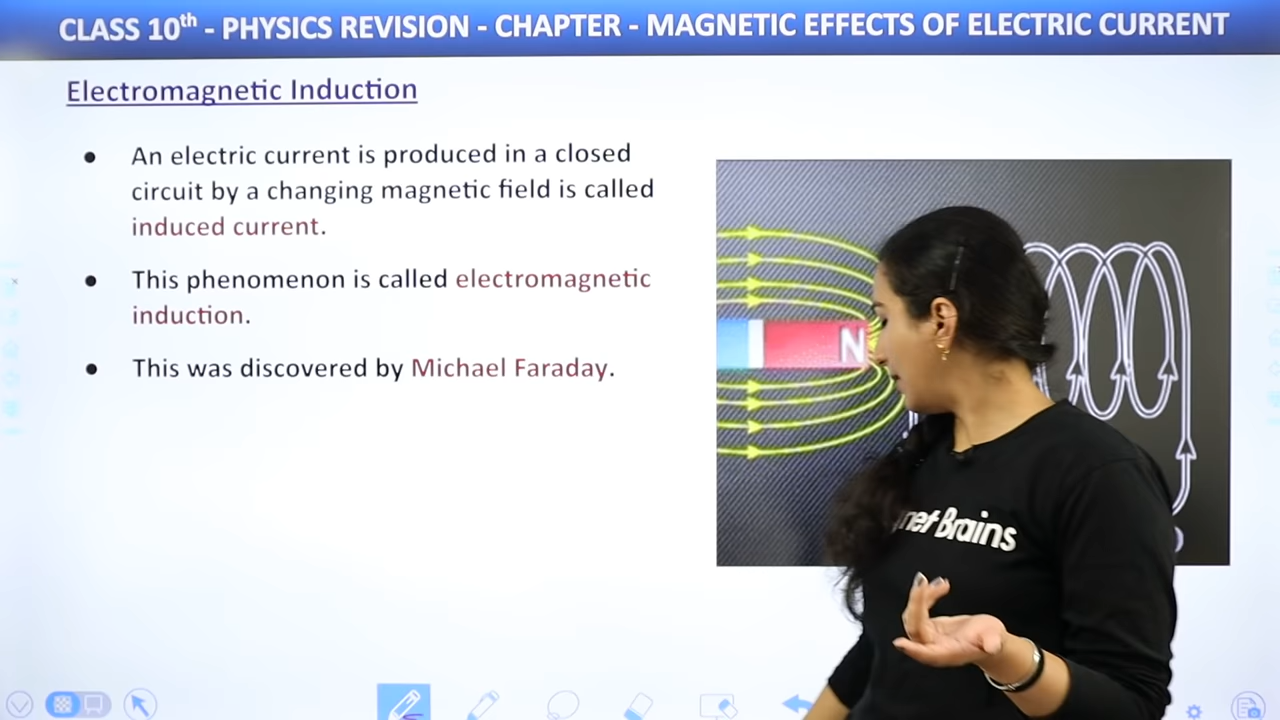 CLASS 10th - PHYSICS REVISION - CHAPTER - MAGNETIC EFFECTS OF ELECTRIC CURRENT
Electromagnetic Induction
● An electric current is produced in a closed
circuit by a changing magnetic field is called
induced current.
● This phenomenon is called electromagnetic
induction.
● This was discovered by Michael Faraday.
N
Brains